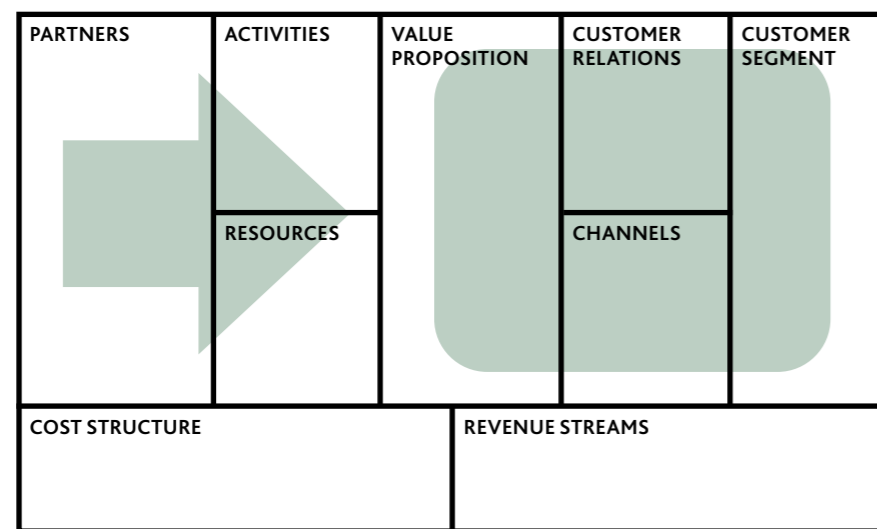 PARTNERS
ACTIVITIES
VALUE
PROPOSITION
CUSTOMER
RELATIONS
CUSTOMER
SEGMENT
RESOURCES
CHANNELS
COST STRUCTURE
REVENUE STREAMS